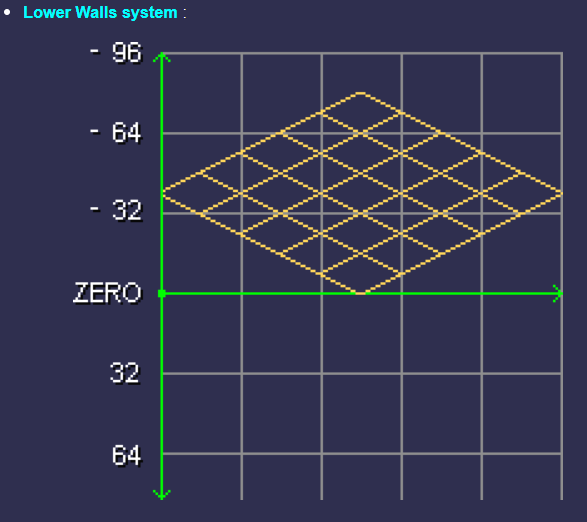 Lower Walls system :
- 96
- 64
- 32
ZERO
32
64